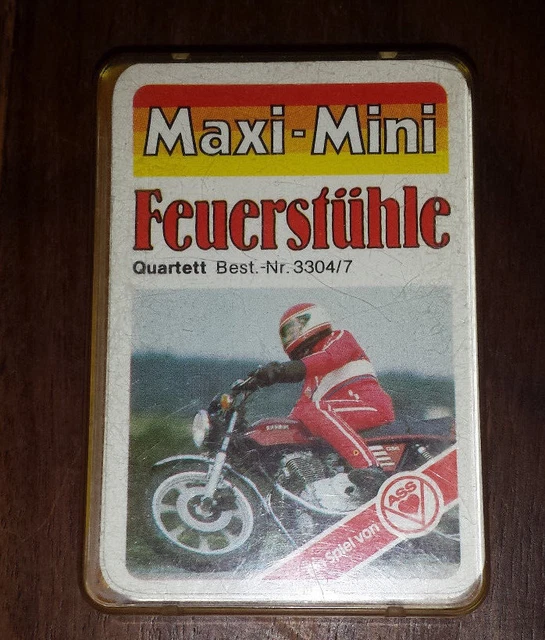 Maxi-Mini
Feuerstühle
Quartett Best.-Nr. 3304/7
Ein Spiel von
ASS